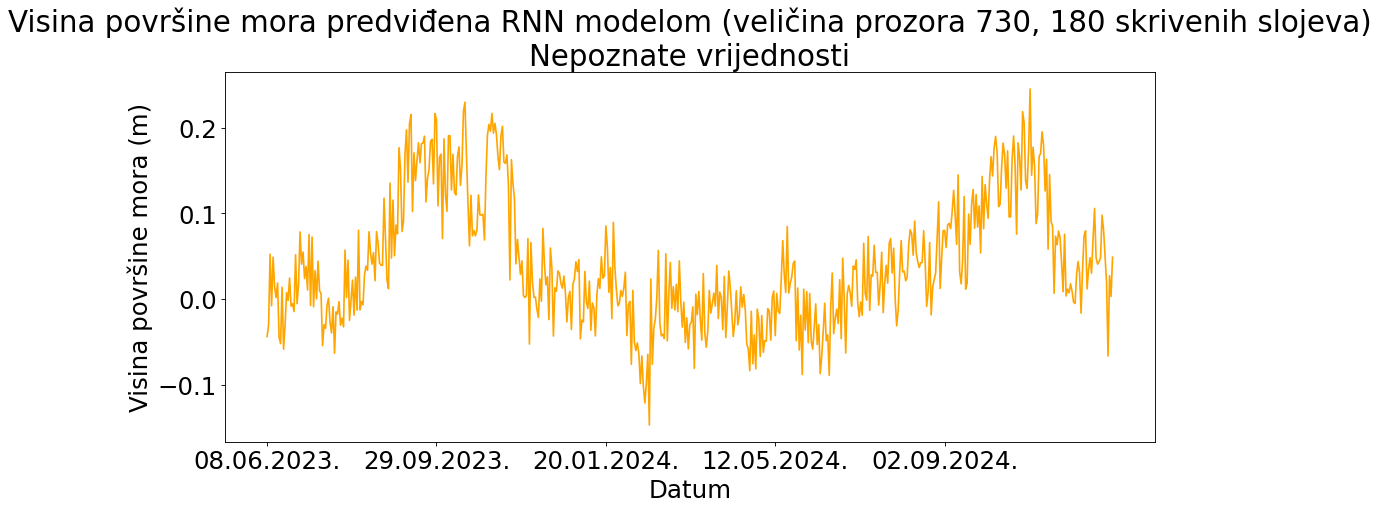 Visina površine mora predviđena RNN modelom (veličina prozora 730, 180 skrivenih slojeva)
Nepoznate vrijednosti
Visina površine mora (m)
0.2
0.1
0.0
−0.1
08.06.2023. 29.09.2023. 20.01.2024. 12.05.2024. 02.09.2024.
Datum